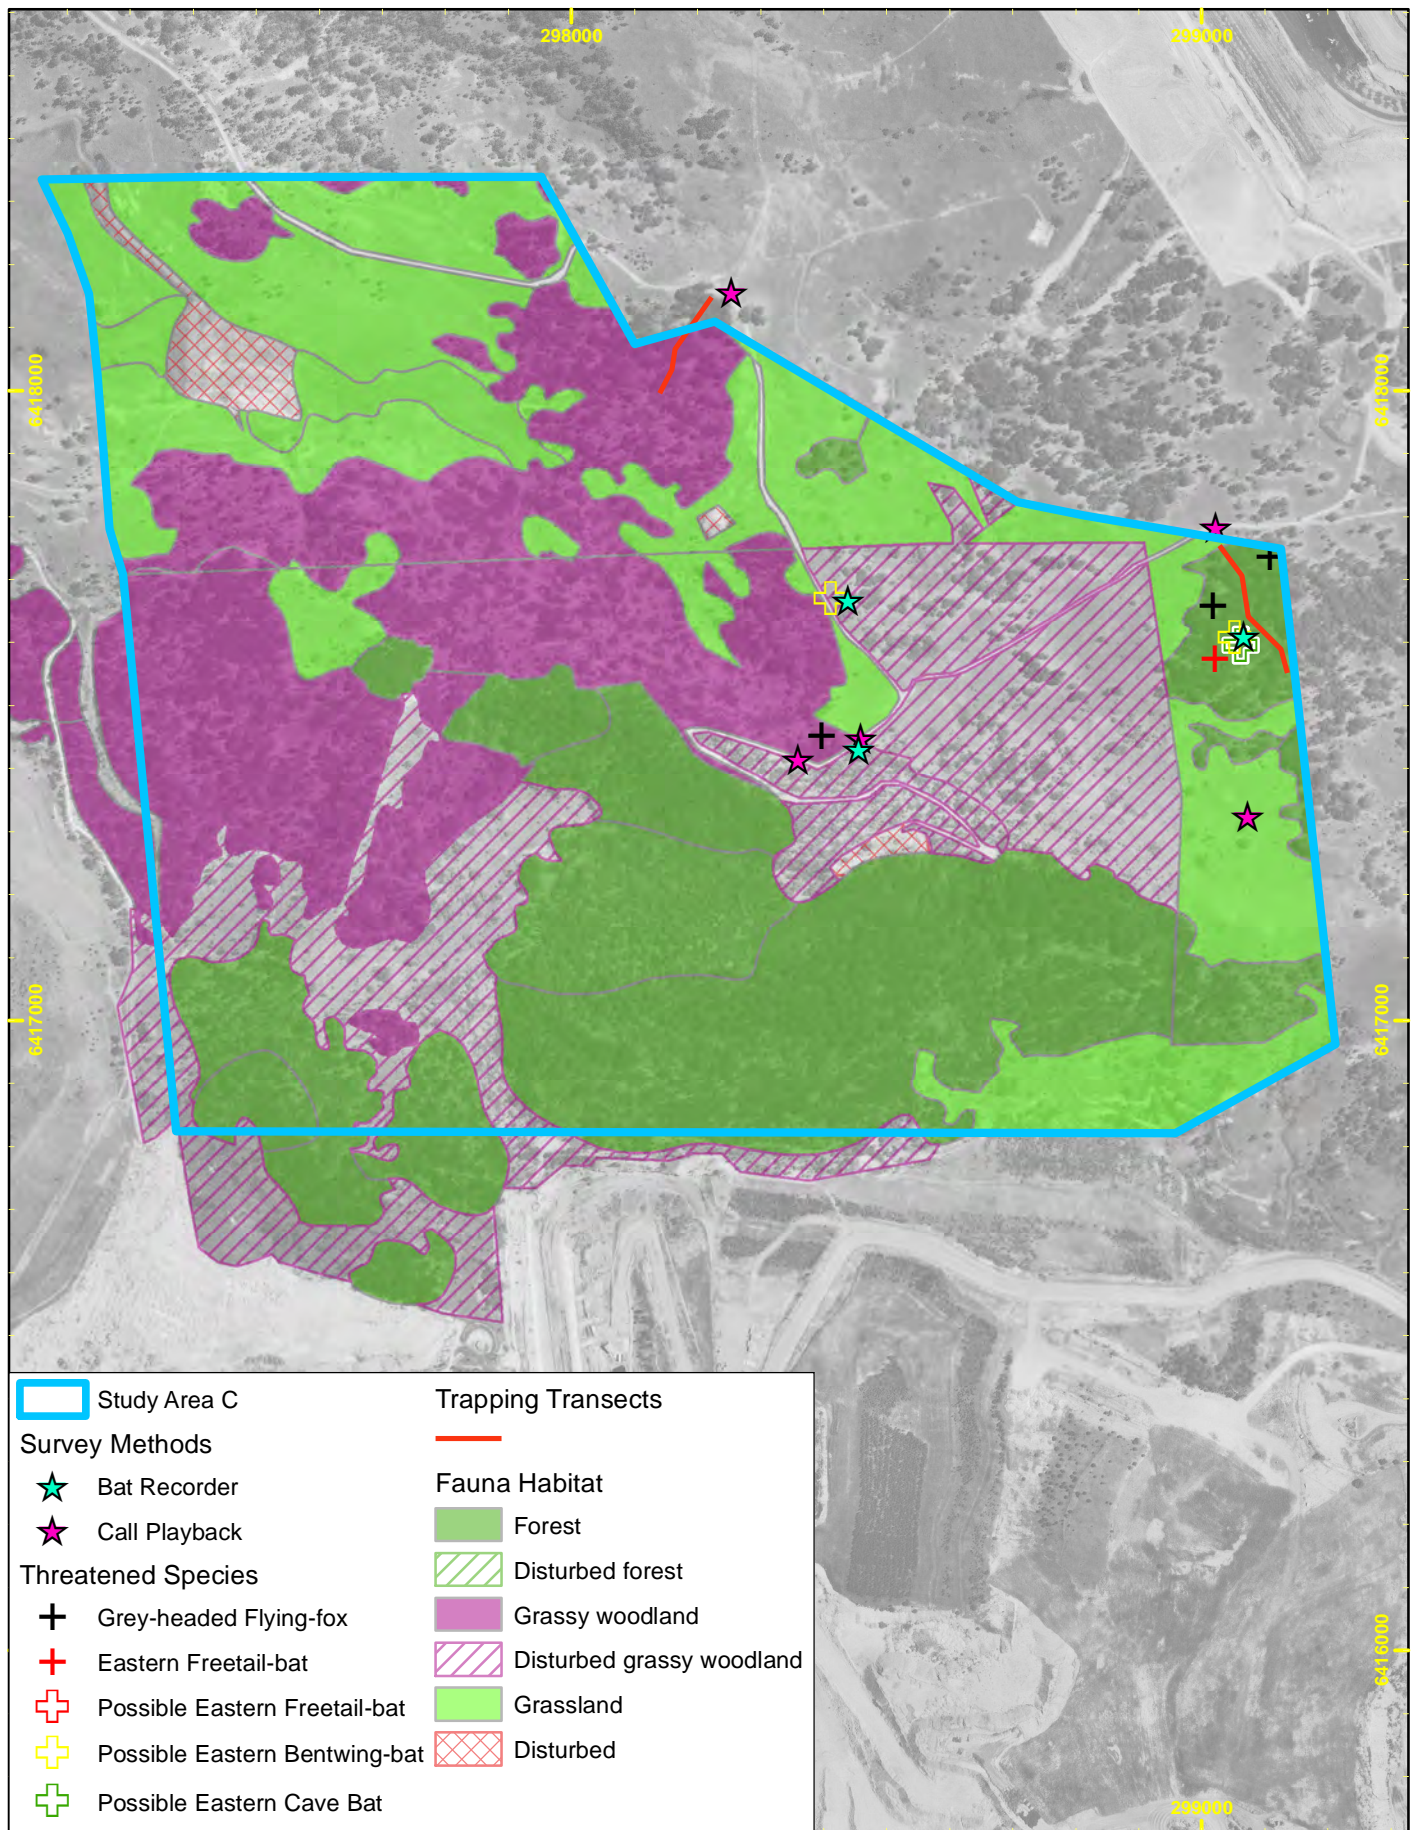 298000
299000
6418000
6418000
6417000
6417000
6416000
299000
Study Area C
Survey Methods
Bat Recorder
Call Playback
Threatened Species
Grey-headed Flying-fox
Eastern Freetail-bat
Possible Eastern Freetail-bat
Possible Eastern Bentwing-bat
Possible Eastern Cave Bat
Trapping Transects
Fauna Habitat
Forest
Disturbed forest
Grassy woodland
Disturbed grassy woodland
Grassland
Disturbed